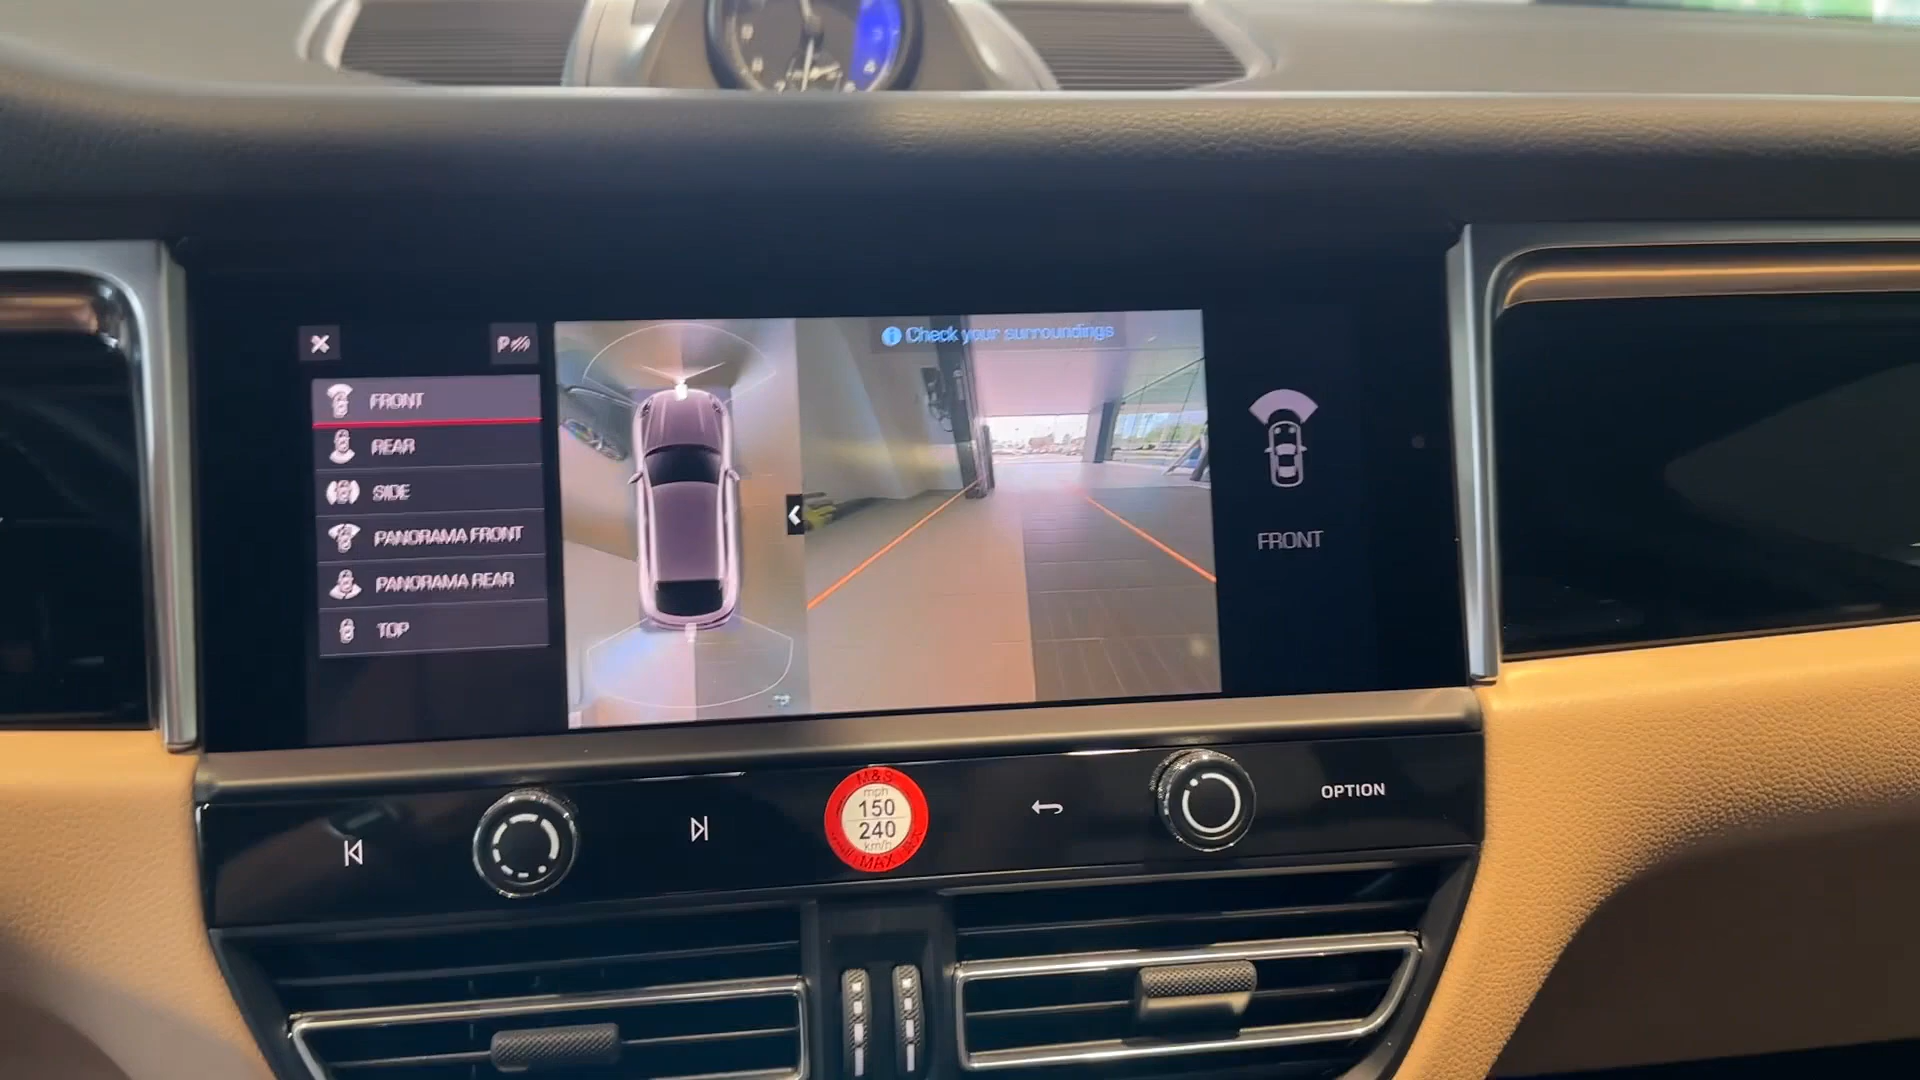 Check your surroundings
P
FRONT
REAR
SIDE
PANORAMA FRONT
PANORAMA REAR
TOP
FRONT
M&S
mph
150
240
km/h
MAX
OPTION